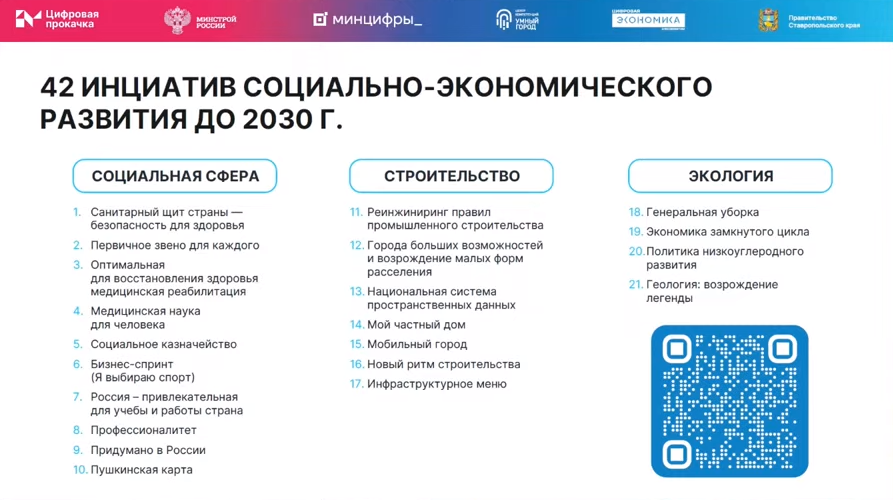 Цифровая
прокачка
МИНСТРОЙ
РОССИИ
минцифры_
УМНЫЙ
ГОРОД
ЦИФРОВАЯ
ЭКОНОМИКА
Правительство
Ставропольского края
42 ИНЦИАТИВ СОЦИАЛЬНО-ЭКОНОМИЧЕСКОГО
РАЗВИТИЯ ДО 2030 Г.
СОЦИАЛЬНАЯ СФЕРА
1. Санитарный щит страны —
безопасность для здоровья
2. Первичное звено для каждого
3. Оптимальная
для восстановления здоровья
медицинская реабилитация
4. Медицинская наука
для человека
5. Социальное казначейство
6. Бизнес-спринт
(Я выбираю спорт)
7. Россия – привлекательная
для учебы и работы страна
8. Профессионалитет
9. Придумано в России
10. Пушкинская карта
СТРОИТЕЛЬСТВО
11. Реинжиниринг правил
промышленного строительства
12. Города больших возможностей
и возрождение малых форм
расселения
13. Национальная система
пространственных данных
14. Мой частный дом
15. Мобильный город
16. Новый ритм строительства
17. Инфраструктурное меню
ЭКОЛОГИЯ
18. Генеральная уборка
19. Экономика замкнутого цикла
20. Политика низкоуглеродного
развития
21. Геология: возрождение
легенды